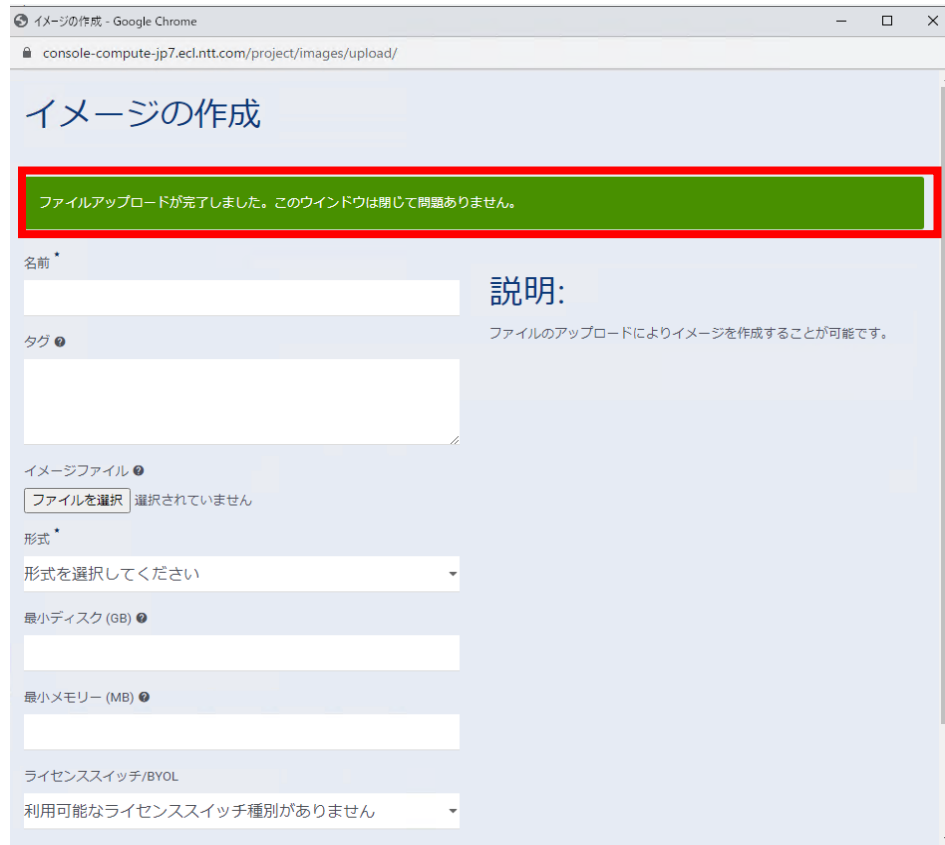 イメージの作成 - Google Chrome
console-compute-jp7.ecl.ntt.com/project/images/upload/
イメージの作成
ファイルアップロードが完了しました。このウインドウは閉じて問題ありません。
名前 *
説明:
ファイルのアップロードによりイメージを作成することが可能です。
タグ
イメージファイル
ファイルを選択 選択されていません
形式 *
形式を選択してください
最小ディスク (GB)
最小メモリー (MB)
ライセンススイッチ/BYOL
利用可能なライセンススイッチ種別がありません